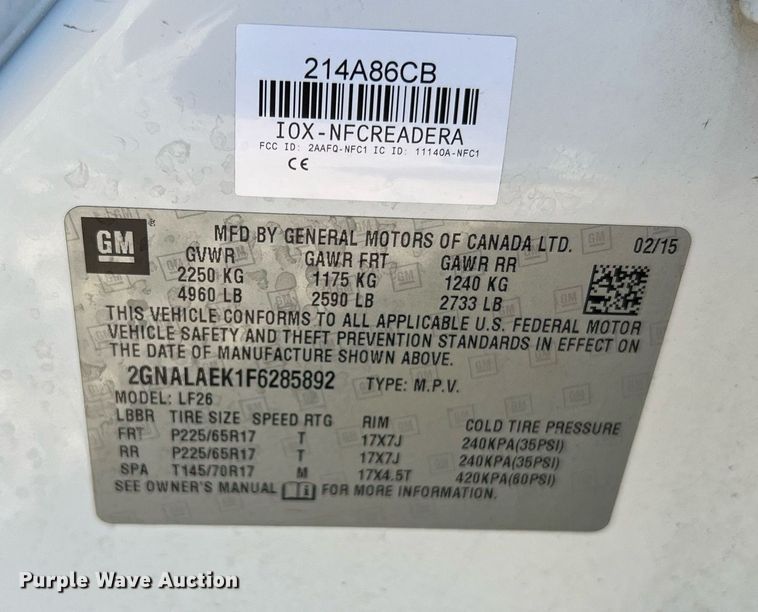 214A86CB
IOX-NFCREADERA
FCC ID: 2AAFQ-NFC1 IC ID: 11140A-NFC1
CE
GM ®
MFD BY GENERAL MOTORS OF CANADA LTD. 02/15
GVWR GAWR FRT GAWR RR
2250 KG 1175 KG 1240 KG
4960 LB 2590 LB 2733 LB
THIS VEHICLE CONFORMS TO ALL APPLICABLE U.S. FEDERAL MOTOR
VEHICLE SAFETY AND THEFT PREVENTION STANDARDS IN EFFECT ON
THE DATE OF MANUFACTURE SHOWN ABOVE.
2GNALAEK1F6285892 TYPE: M.P.V.
MODEL: LF26
LBBR TIRE SIZE SPEED RTG RIM COLD TIRE PRESSURE
FRT P225/65R17 T 17X7J 240KPA(35PSI)
RR P225/65R17 T 17X7J 240KPA(35PSI)
SPA T145/70R17 M 17X4.5T 420KPA(60PSI)
SEE OWNER'S MANUAL FOR MORE INFORMATION.
Purple Wave Auction